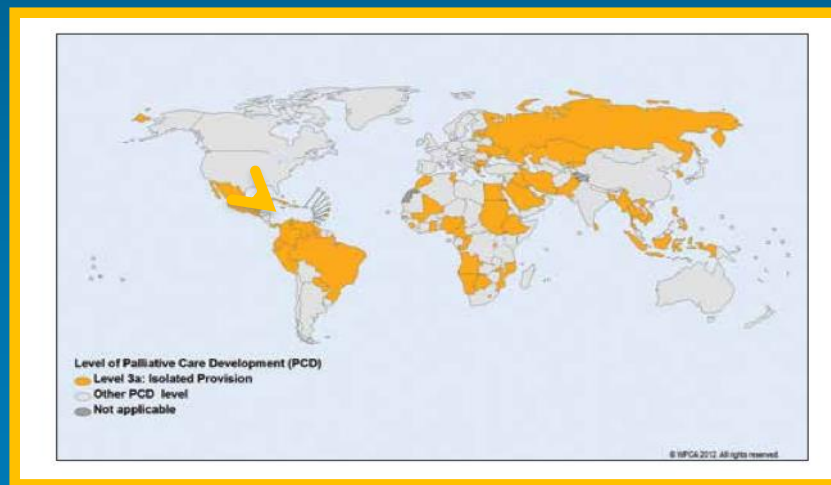 Level of Palliative Care Development (PCD)
Level 3a: Isolated Provision
Other PCD level
Not applicable
© WPCA 2012. All rights reserved.